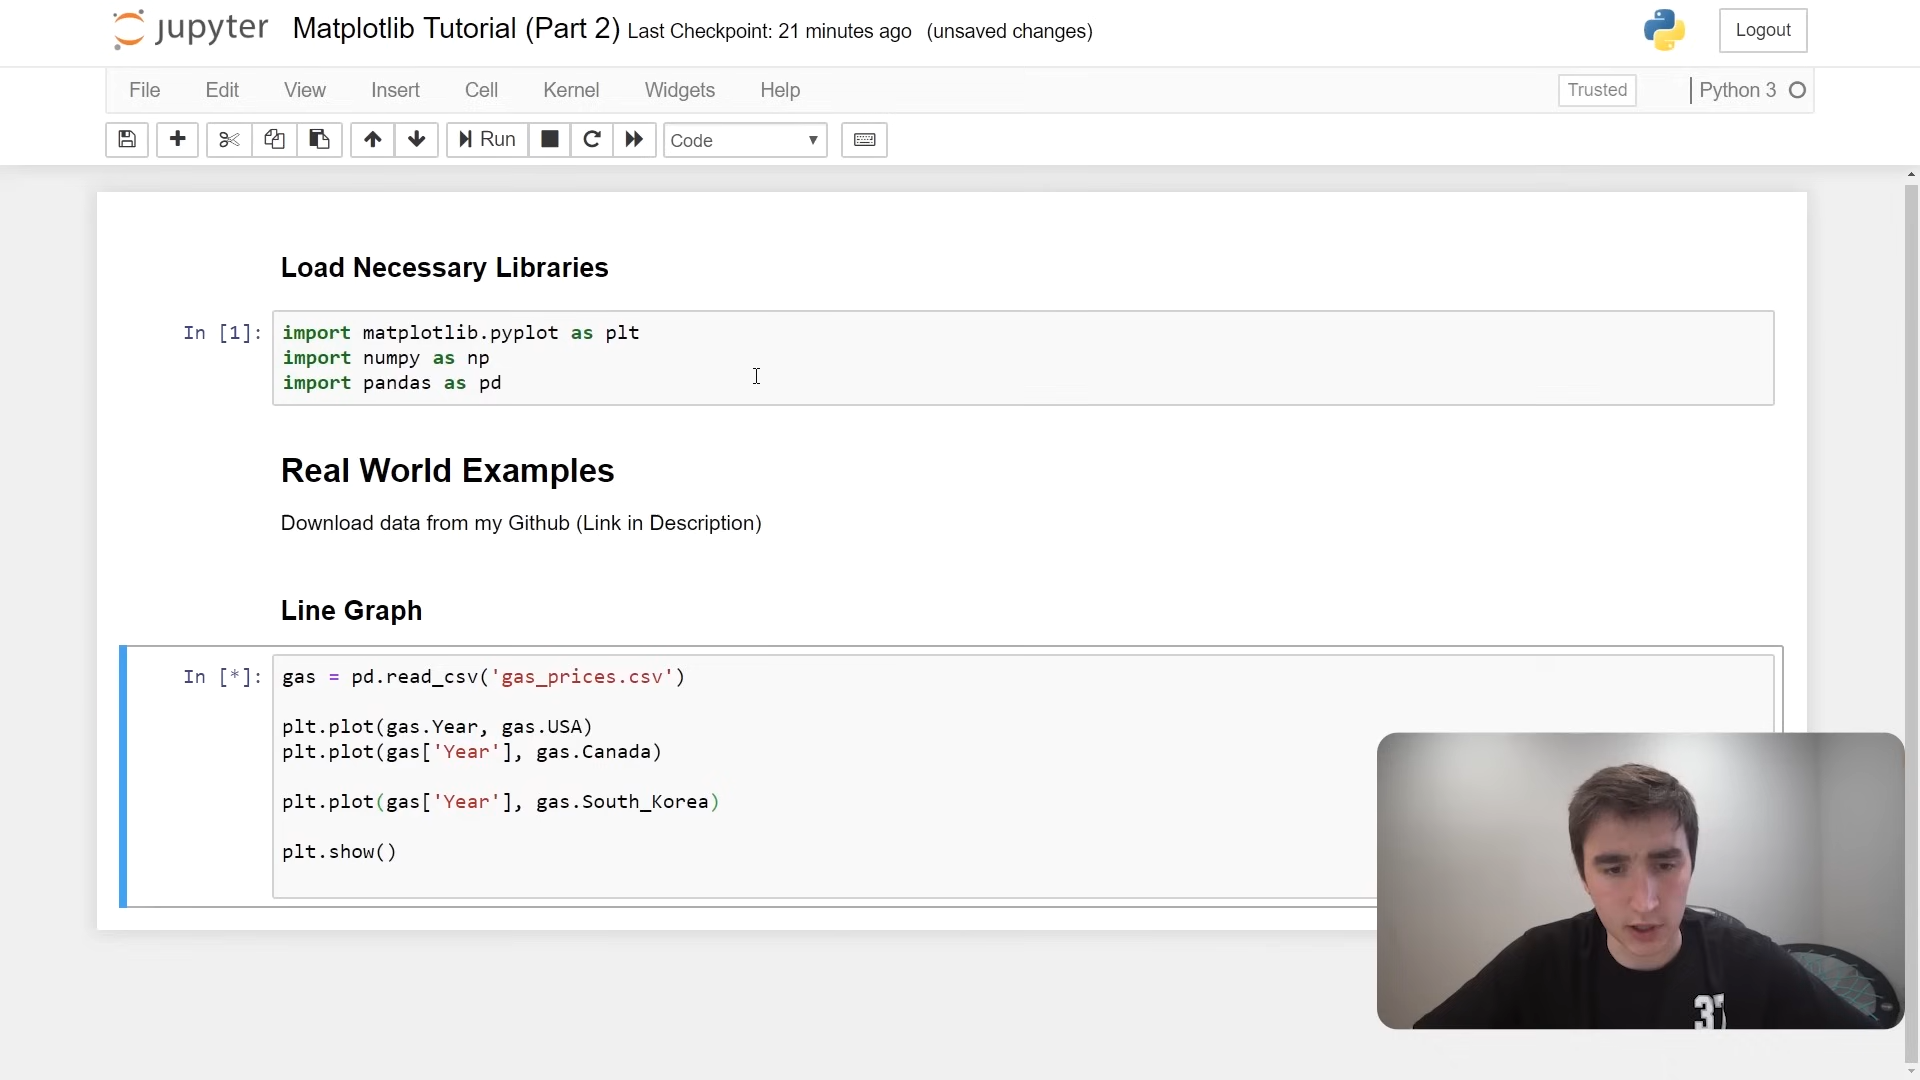 jupyter Matplotlib Tutorial (Part 2) Last Checkpoint: 21 minutes ago (unsaved changes) Logout
File Edit View Insert Cell Kernel Widgets Help Trusted Python 3
Run Code
Load Necessary Libraries
In [1]: import matplotlib.pyplot as plt
import numpy as np
import pandas as pd
Real World Examples
Download data from my Github (Link in Description)
Line Graph
In [*]: gas = pd.read_csv('gas_prices.csv')
plt.plot(gas.Year, gas.USA)
plt.plot(gas['Year'], gas.Canada)
plt.plot(gas['Year'], gas.South_Korea)
plt.show()
37